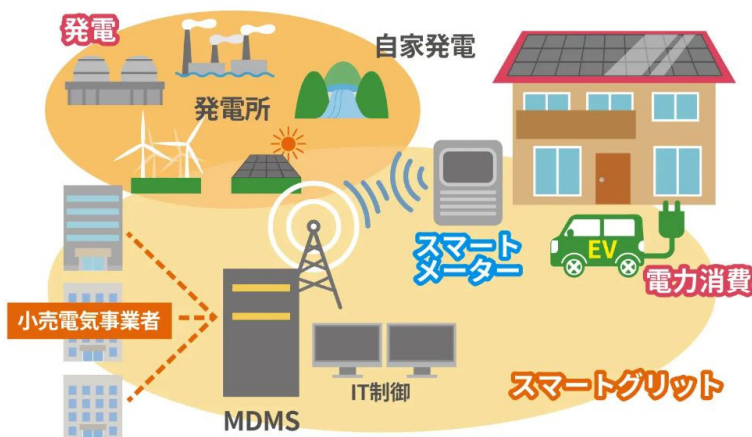 発電
自家発電
発電所
スマート
メーター
EV
電力消費
小売電気事業者
IT制御
スマートグリット
MDMS